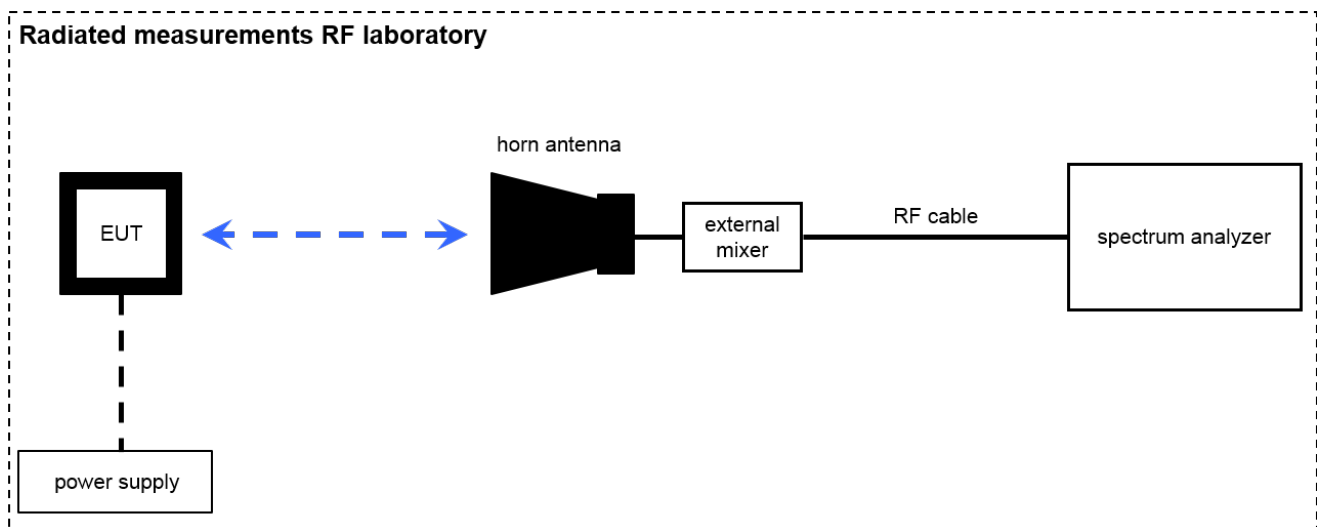 Radiated measurements RF laboratory
horn antenna
EUT
external
mixer
RF cable
spectrum analyzer
power supply